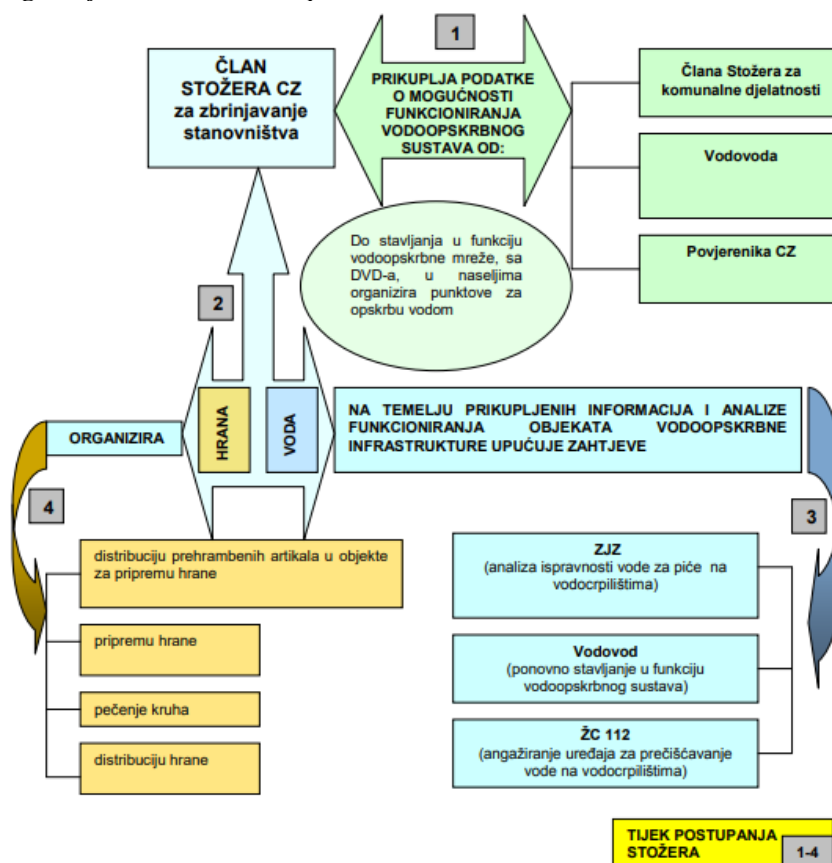 1
ČLAN
STOŽERA CZ
za zbrinjavanje
stanovništva
PRIKUPLJA PODATKE
O MOGUĆNOSTI
FUNKCIONIRANJA
VODOOPSKRBNOG
SUSTAVA OD:
Člana Stožera za
komunalne djelatnosti
Vodovoda
Povjerenika CZ
Do stavljanja u funkciju
vodoopskrbne mreže, sa
DVD-a, u naseljima
organizira punktove za
opskrbu vodom
2
ORGANIZIRA
HRANA
VODA
NA TEMELJU PRIKUPLJENIH INFORMACIJA I ANALIZE
FUNKCIONIRANJA OBJEKATA VODOOPSKRBNE
INFRASTRUKTURE UPUĆUJE ZAHTJEVE
4
distribuciju prehrambenih artikala u objekte
za pripremu hrane
pripremu hrane
pečenje kruha
distribuciju hrane
3
ZJZ
(analiza ispravnosti vode za piće na
vodocrpilištima)
Vodovod
(ponovno stavljanje u funkciju
vodoopskrbnog sustava)
ŽC 112
(angažiranje uređaja za prečišćavanje
vode na vodocrpilištima)
TIJEK POSTUPANJA
STOŽERA
1-4